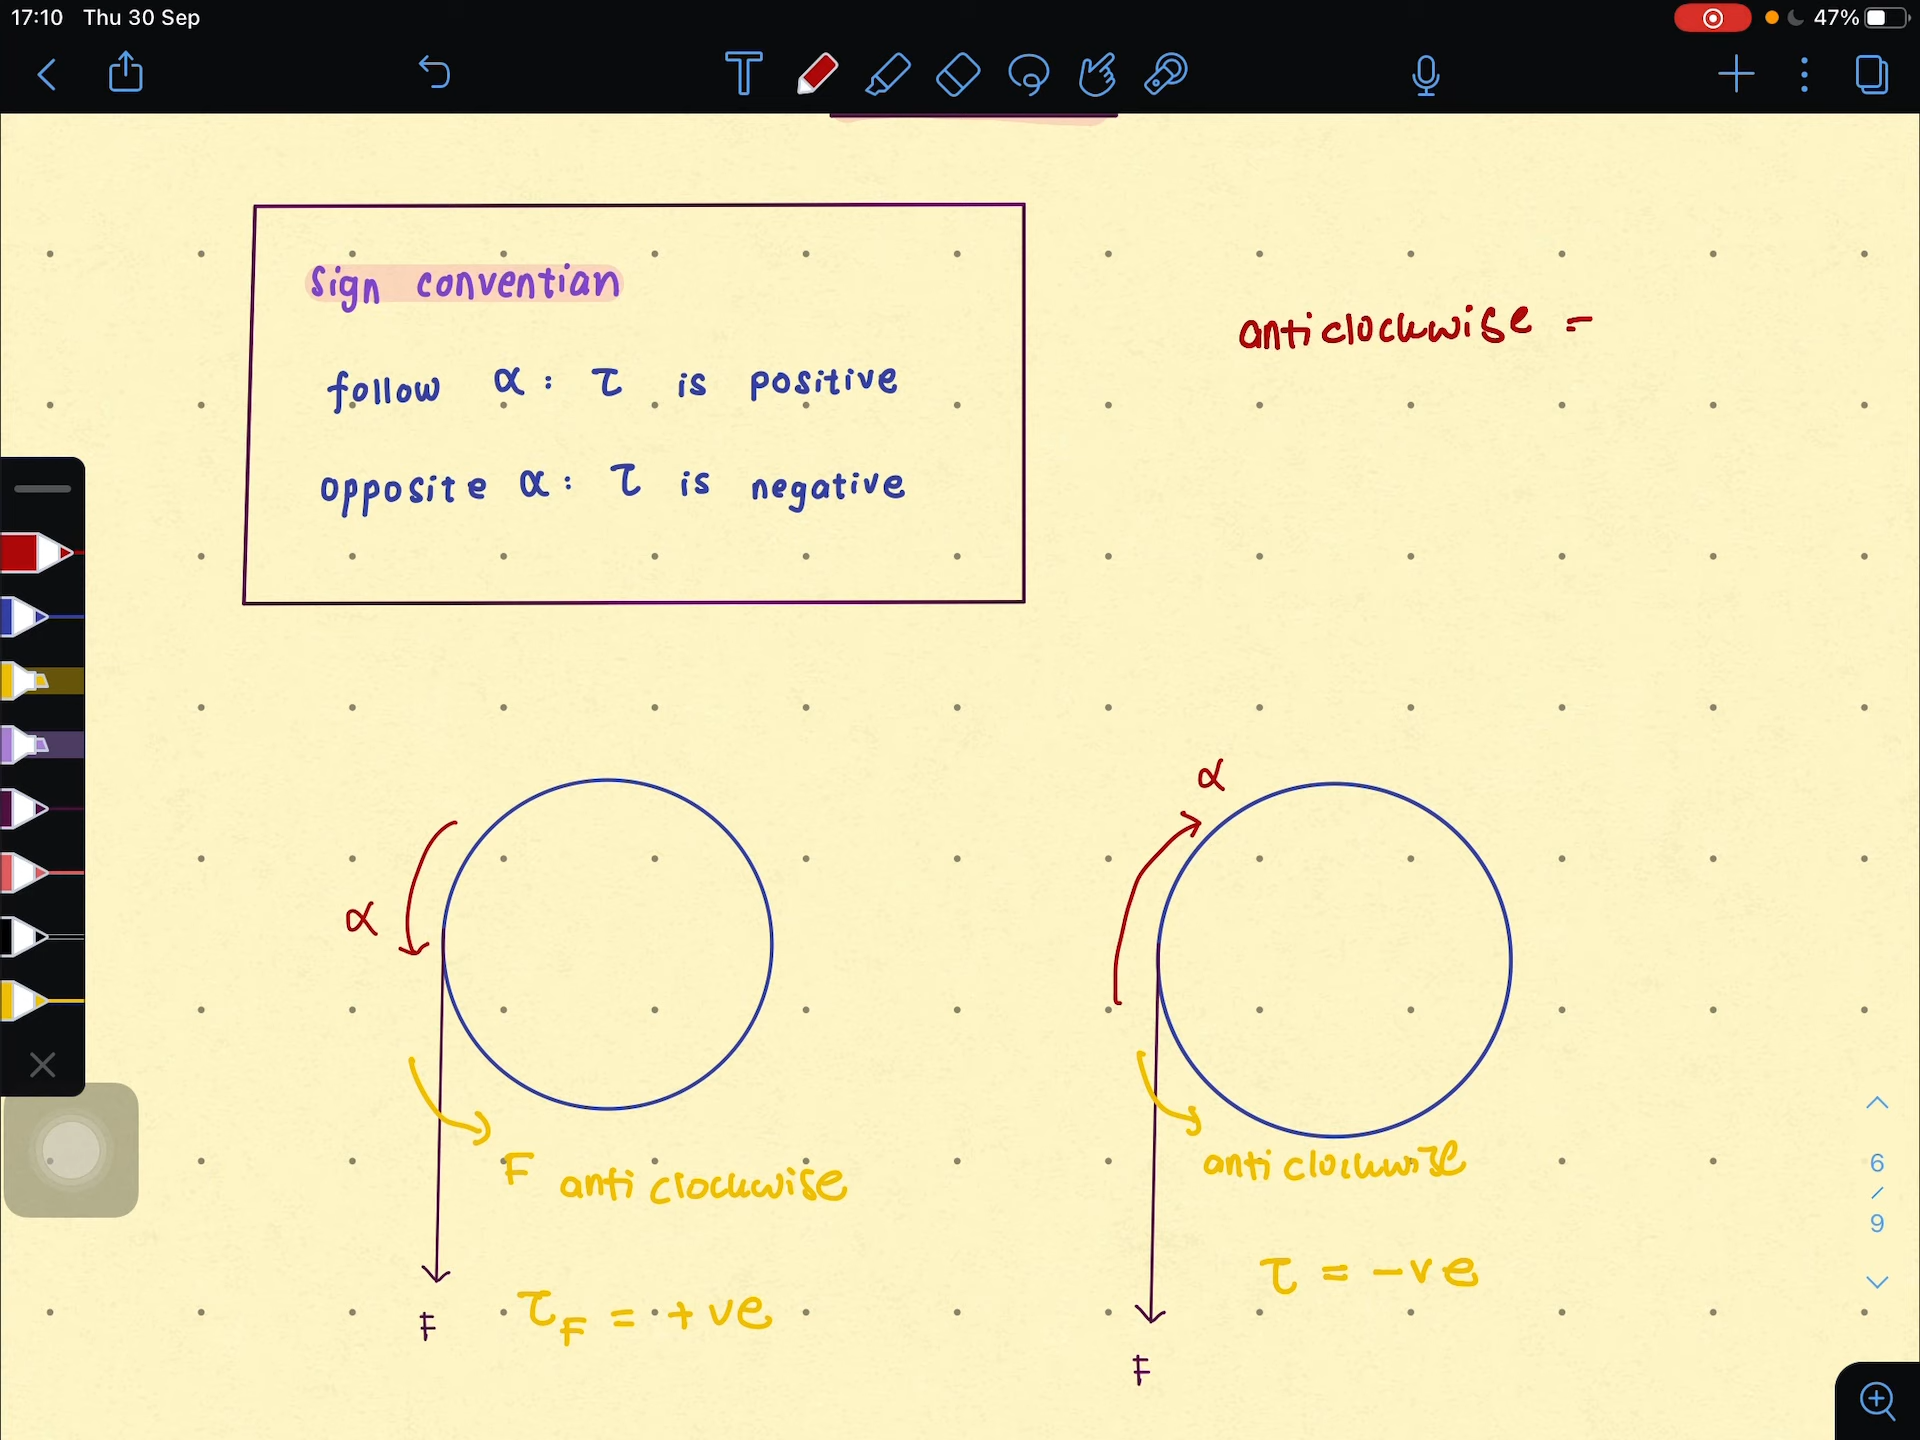 17:10 Thu 30 Sep
47%
T
sign conventian
follow α : τ is positive
opposite α : τ is negative
anticlockwise =
α
α
F anticlockwise
anticlockwise
τ = -ve
τF = +ve
F
F
6
/
9